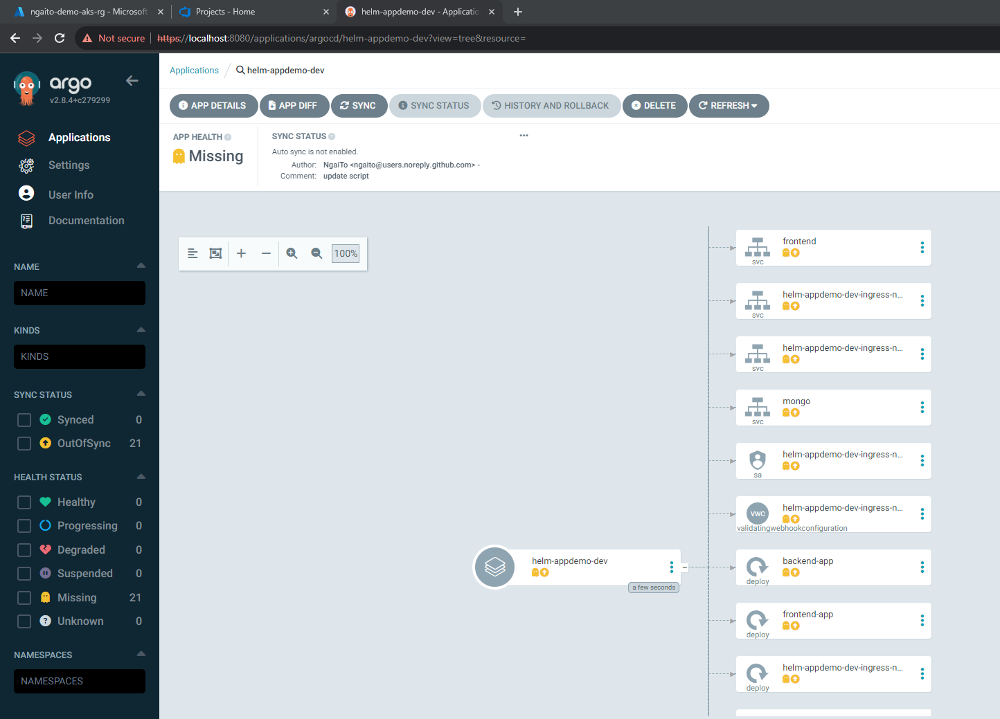 ngaito-demo-aks-rg - Microsoft
Projects - Home
helm-appdemo-dev - Applicatio
Not secure
https://localhost:8080/applications/argocd/helm-appdemo-dev?view=tree&resource=
argo
v2.8.4+c279299
Applications
Settings
User Info
Documentation
NAME
NAME
KINDS
KINDS
SYNC STATUS
Synced 0
OutOfSync 21
HEALTH STATUS
Healthy 0
Progressing 0
Degraded 0
Suspended 0
Missing 21
Unknown 0
NAMESPACES
NAMESPACES
Applications / helm-appdemo-dev
APP DETAILS
APP DIFF
SYNC
SYNC STATUS
HISTORY AND ROLLBACK
DELETE
REFRESH
APP HEALTH
Missing
SYNC STATUS
Auto sync is not enabled.
Author: NgaiTo <ngaito@users.noreply.github.com> -
Comment: update script
100%
helm-appdemo-dev
a few seconds
frontend
svc
helm-appdemo-dev-ingress-n...
svc
helm-appdemo-dev-ingress-n...
svc
mongo
svc
helm-appdemo-dev-ingress-n...
sa
helm-appdemo-dev-ingress-n...
VWC
validatingwebhookconfiguration
backend-app
deploy
frontend-app
deploy
helm-appdemo-dev-ingress-n...
deploy